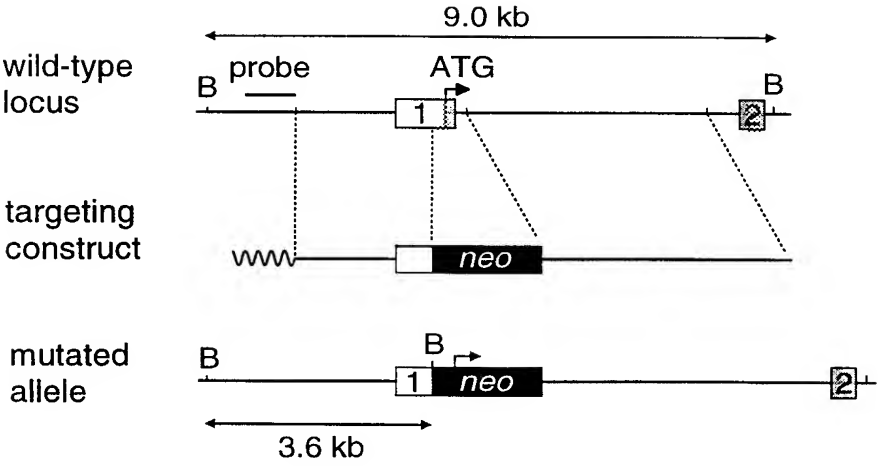 9.0 kb
wild-type
locus
B
probe
ATG
B
1
2
targeting
construct
neo
mutated
allele
B
B
1
neo
2
3.6 kb